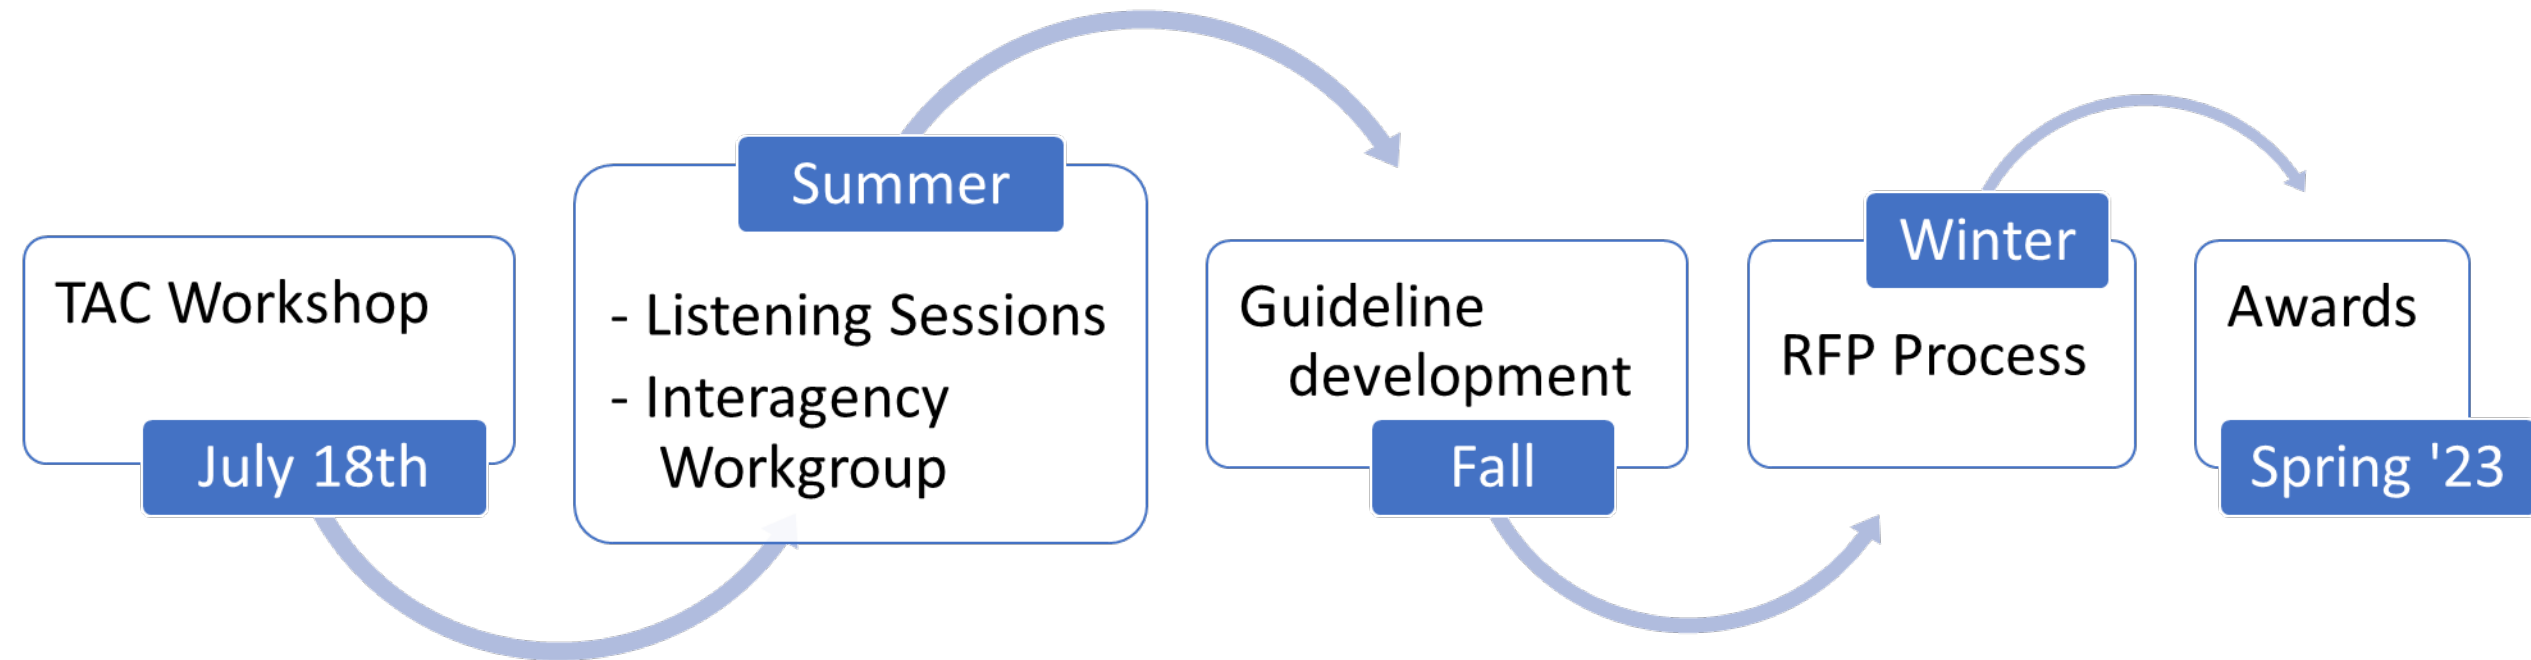 TAC Workshop
July 18th
Summer
- Listening Sessions
- Interagency
Workgroup
Guideline
development
Fall
Winter
RFP Process
Awards
Spring '23